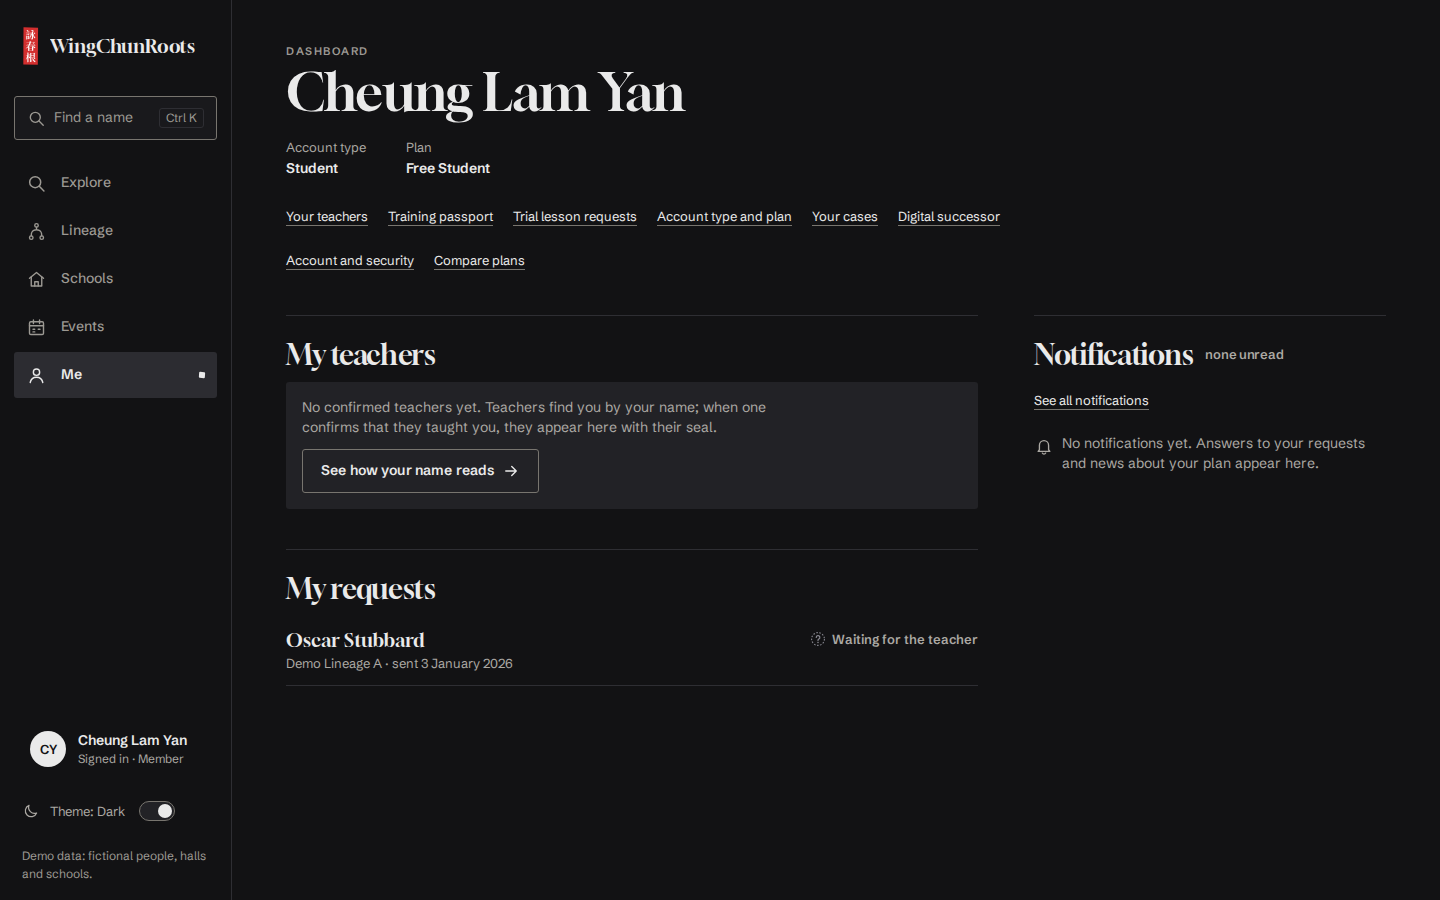 詠春根
WingChunRoots
Find a name
Ctrl K
Explore
Lineage
Schools
Events
Me
CY
Cheung Lam Yan
Signed in · Member
Theme: Dark
Demo data: fictional people, halls
and schools.
DASHBOARD
Cheung Lam Yan
Account type
Student
Plan
Free Student
Your teachers
Training passport
Trial lesson requests
Account type and plan
Your cases
Digital successor
Account and security
Compare plans
My teachers
No confirmed teachers yet. Teachers find you by your name; when one
confirms that they taught you, they appear here with their seal.
See how your name reads
My requests
Oscar Stubbard
Waiting for the teacher
Demo Lineage A · sent 3 January 2026
Notifications
none unread
See all notifications
No notifications yet. Answers to your requests
and news about your plan appear here.